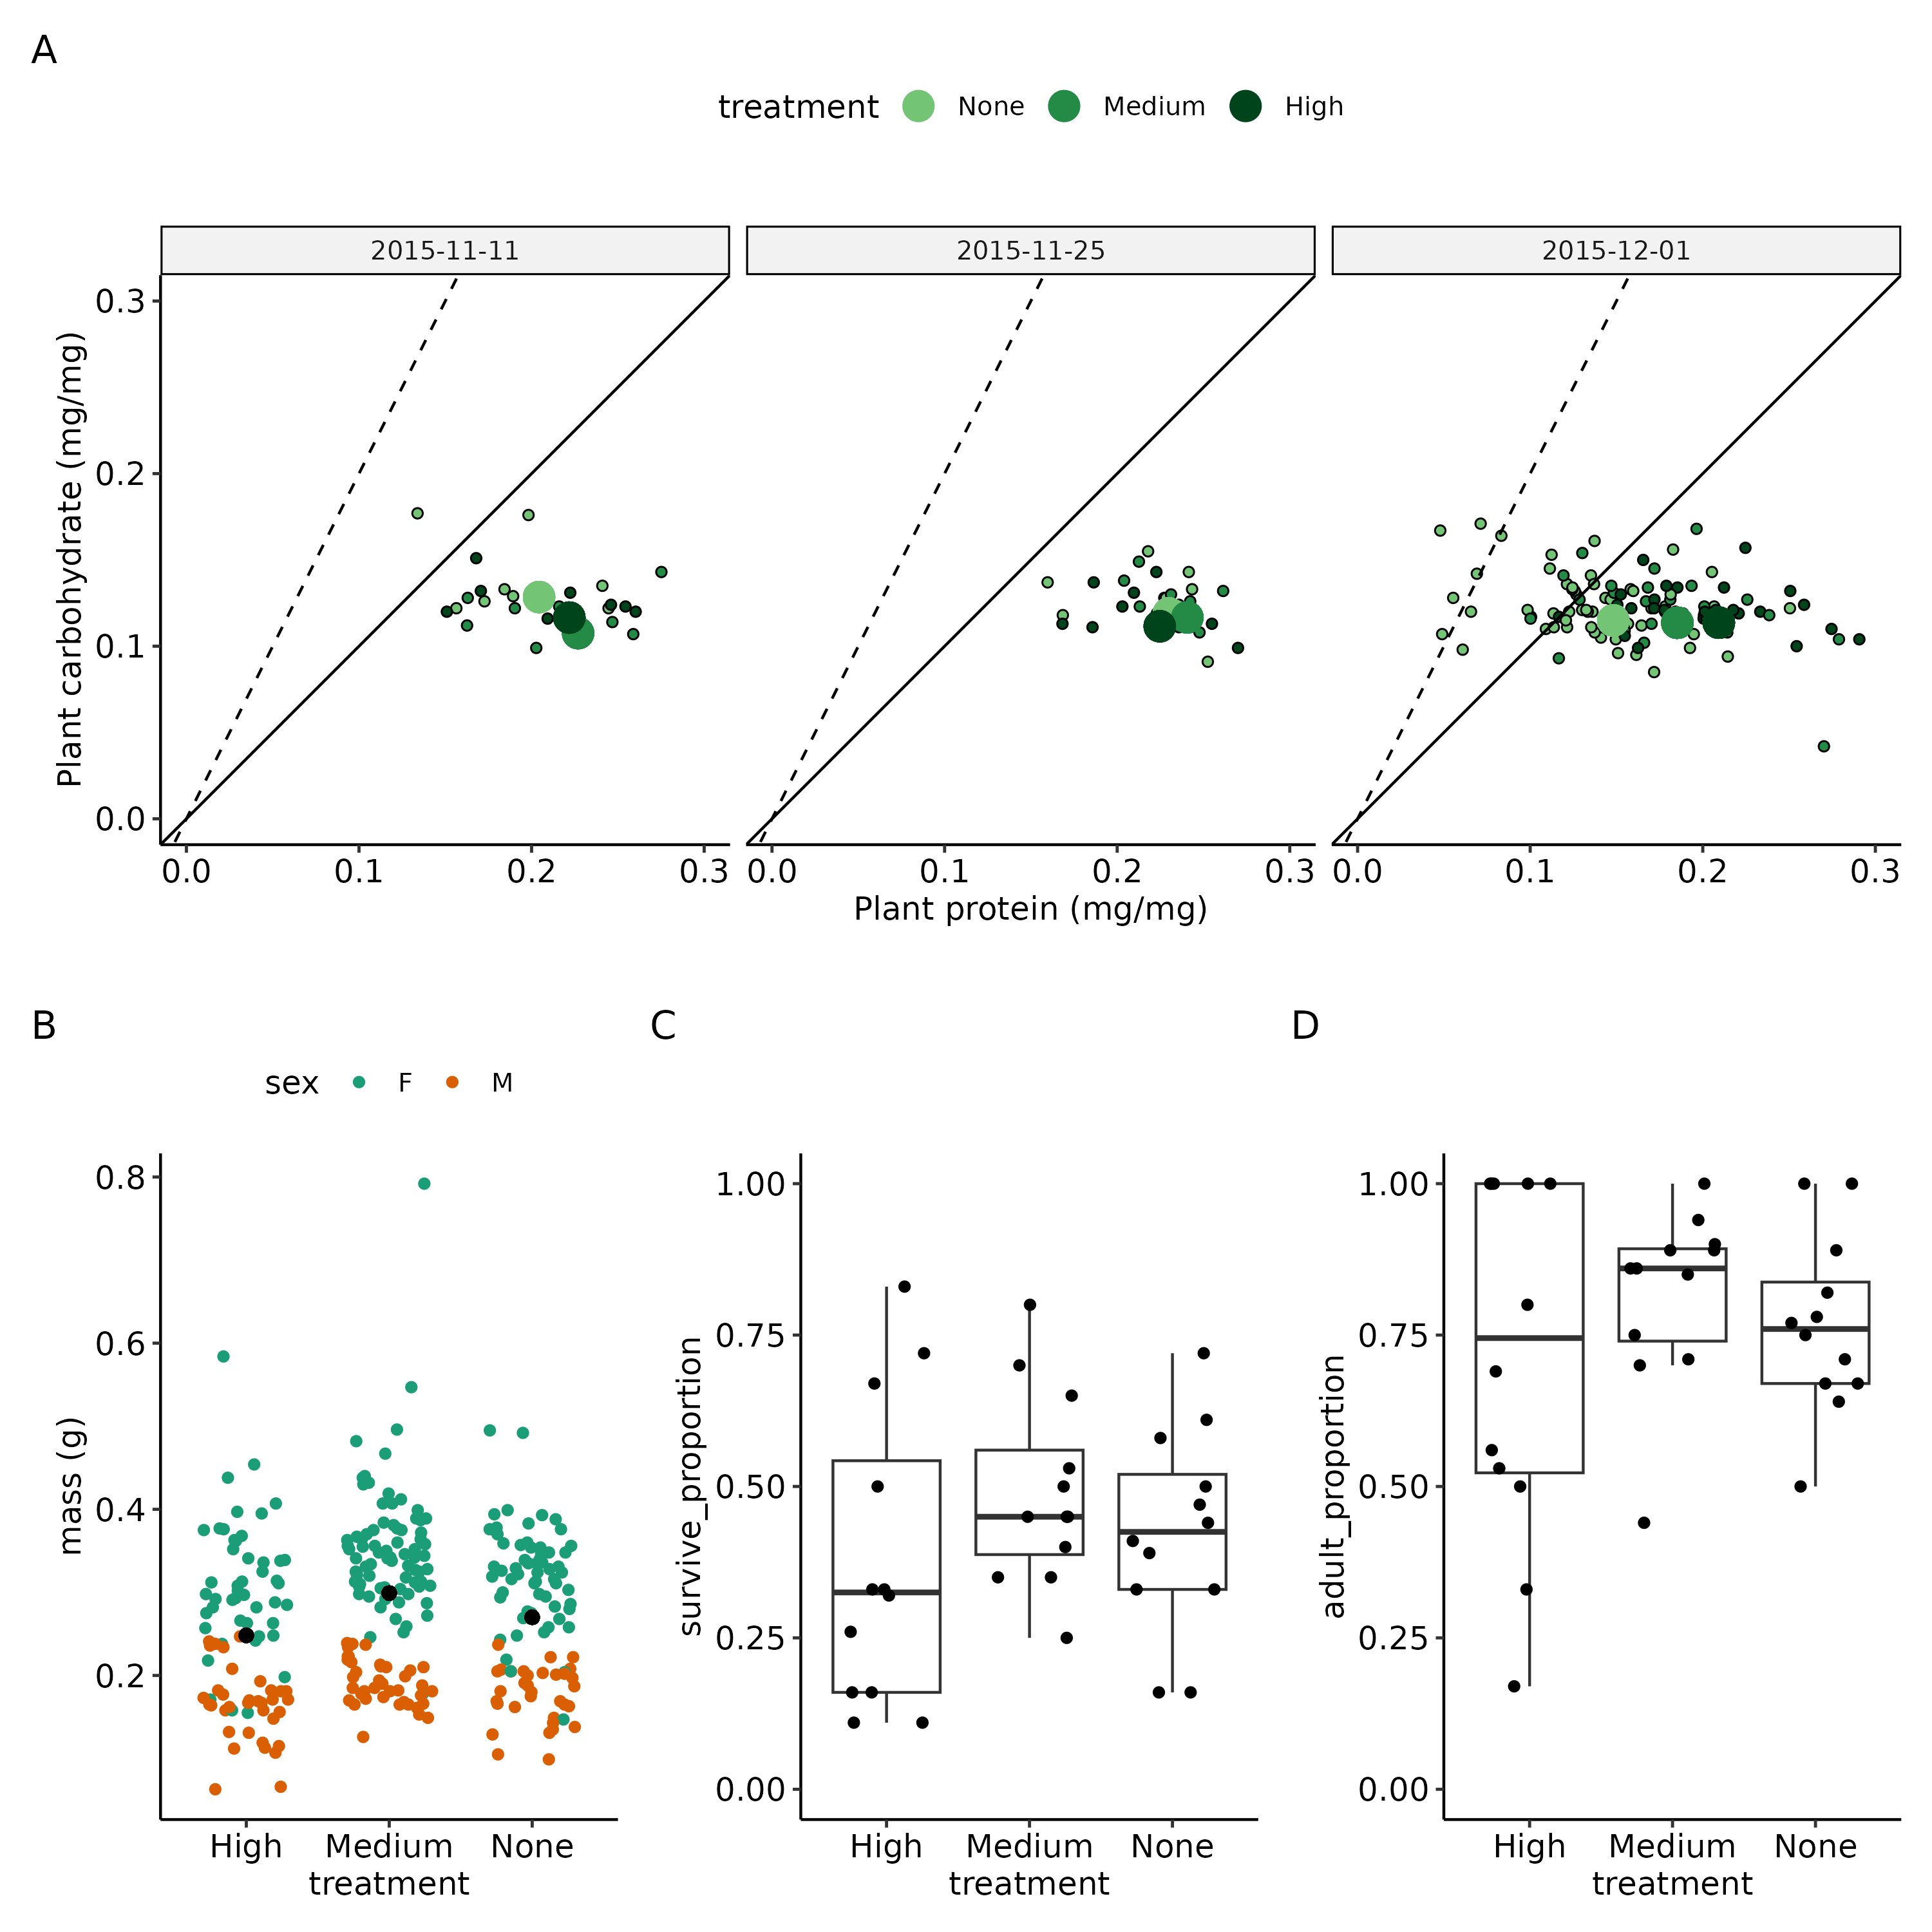 A
treatment None Medium High
2015-11-11 2015-11-25 2015-12-01
Plant carbohydrate (mg/mg)
0.3
0.2
0.1
0.0
0.0 0.1 0.2 0.3 0.0 0.1 0.2 0.3 0.0 0.1 0.2 0.3
Plant protein (mg/mg)
B
sex F M
mass (g)
0.8
0.6
0.4
0.2
High Medium None
treatment
C
survive_proportion
1.00
0.75
0.50
0.25
0.00
High Medium None
treatment
D
adult_proportion
1.00
0.75
0.50
0.25
0.00
High Medium None
treatment